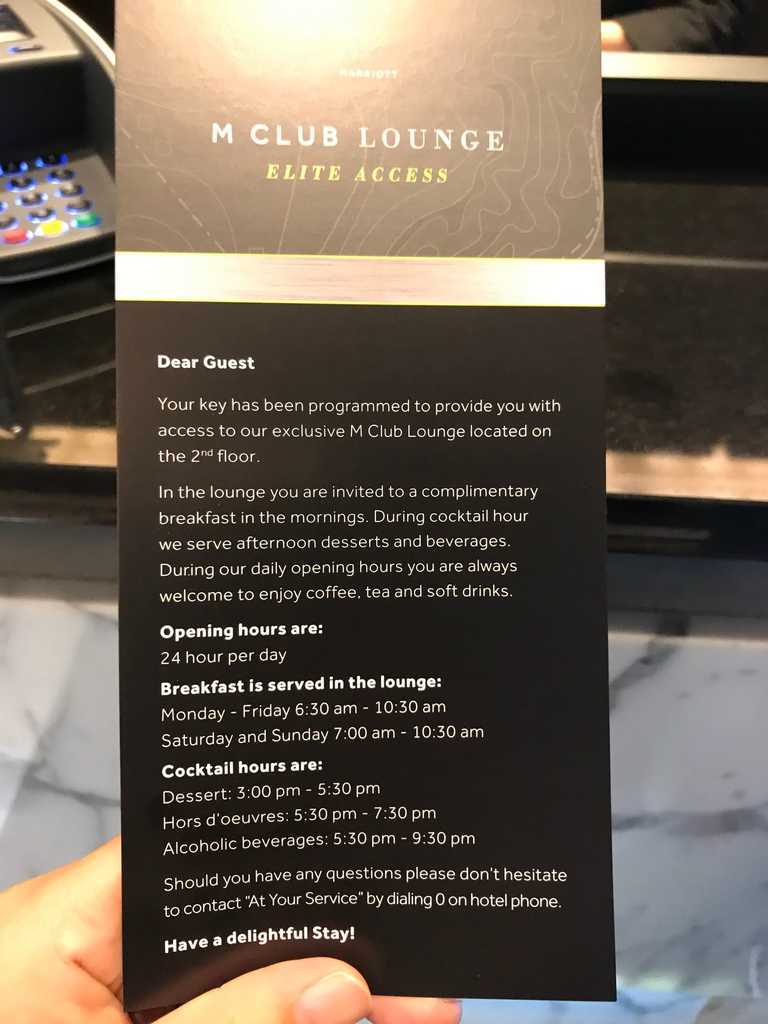 MARRIOTT
M CLUB LOUNGE
ELITE ACCESS
Dear Guest
Your key has been programmed to provide you with
access to our exclusive M Club Lounge located on
the 2nd floor.
In the lounge you are invited to a complimentary
breakfast in the mornings. During cocktail hour
we serve afternoon desserts and beverages.
During our daily opening hours you are always
welcome to enjoy coffee, tea and soft drinks.
Opening hours are:
24 hour per day
Breakfast is served in the lounge:
Monday - Friday 6:30 am - 10:30 am
Saturday and Sunday 7:00 am - 10:30 am
Cocktail hours are:
Dessert: 3:00 pm - 5:30 pm
Hors d'oeuvres: 5:30 pm - 7:30 pm
Alcoholic beverages: 5:30 pm - 9:30 pm
Should you have any questions please don't hesitate
to contact "At Your Service" by dialing 0 on hotel phone.
Have a delightful Stay!